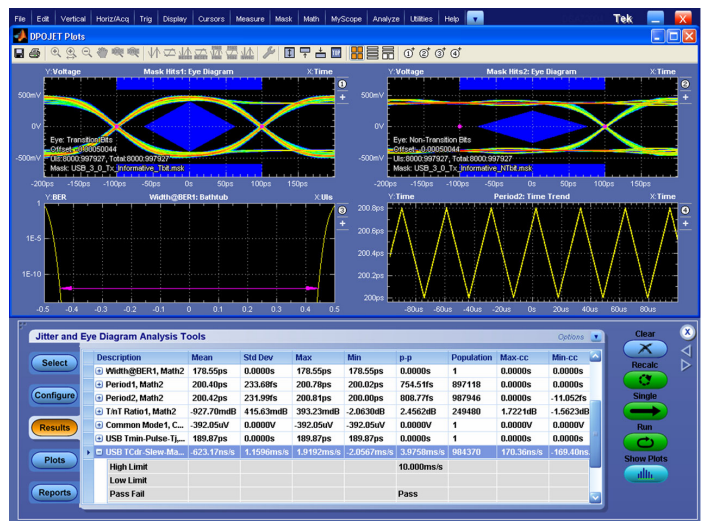 File Edit Vertical Horiz/Acq Trig Display Cursors Measure Mask Math MyScope Analyze Utilities Help Tek
DPOJET Plots
Y:Voltage Mask Hits1: Eye Diagram X:Time
500mV
0V
-500mV
Eye: Transition Bits
Offset: -0.00050044
UIs:8000:997927, Total:8000:997927
Mask: USB_3_0_Tx_Informative_Tbit.msk
-200ps -150ps -100ps -50ps 0s 50ps 100ps 150ps
1
Y:Voltage Mask Hits2: Eye Diagram X:Time
500mV
0V
-500mV
Eye: Non-Transition Bits
Offset: -0.00050044
UIs:8000:997927, Total:8000:997927
Mask: USB_3_0_Tx_Informative_NTbit.msk
-200ps -150ps -100ps -50ps 0s 50ps 100ps 150ps
2
Y:BER Width@BER1: Bathtub X:UIs
1
1E-5
1E-10
-0.5 -0.4 -0.3 -0.2 -0.1 0 0.1 0.2 0.3 0.4 0.5
3
Y:Time Period2: Time Trend X:Time
200.8ps
200.6ps
200.4ps
200.2ps
200ps
-80us -60us -40us -20us 0s 20us 40us 60us 80us
4
Jitter and Eye Diagram Analysis Tools Options
Select
Configure
Results
Plots
Reports
Description Mean Std Dev Max Min p-p Population Max-cc Min-cc
Width@BER1, Math2 178.55ps 0.0000s 178.55ps 178.55ps 0.0000s 1 0.0000s 0.0000s
Period1, Math2 200.40ps 233.68fs 200.78ps 200.02ps 754.51fs 897118 0.0000s 0.0000s
Period2, Math2 200.42ps 231.99fs 200.81ps 200.00ps 808.77fs 987946 0.0000s -11.052fs
T/nT Ratio1, Math2 -927.70mdB 415.63mdB 393.23mdB -2.0630dB 2.4562dB 249480 1.7221dB -1.5623dB
Common Mode1, C... -392.05uV 0.0000V -392.05uV -392.05uV 0.0000V 1 0.0000V 0.0000V
USB Tmin-Pulse-Tj,... 189.87ps 0.0000s 189.87ps 189.87ps 0.0000s 1 0.0000s 0.0000s
USB TCdr-Slew-Ma... -623.17ms/s 1.1596ms/s 1.9192ms/s -2.0567ms/s 3.9758ms/s 984370 170.36ms/s -169.40ms.
High Limit 10.000ms/s
Low Limit
Pass Fail Pass
Clear
Recalc
Single
Run
Show Plots